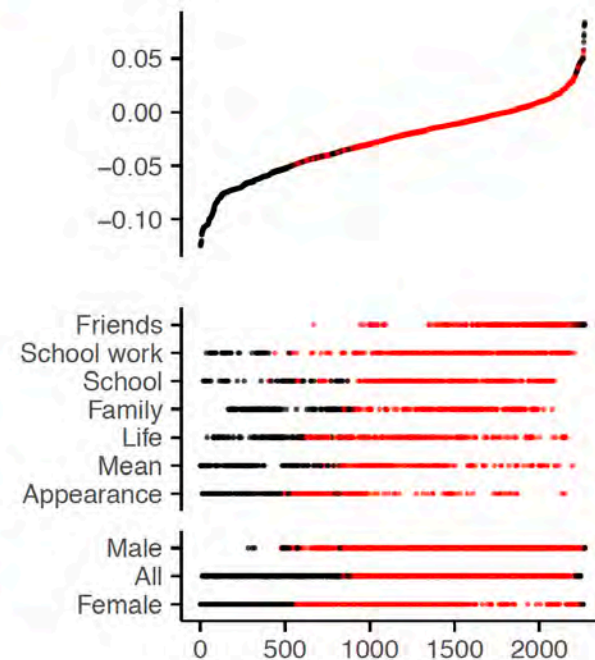 0.05
0.00
−0.05
−0.10
Friends
School work
School
Family
Life
Mean
Appearance
Male
All
Female
0 500 1000 1500 2000